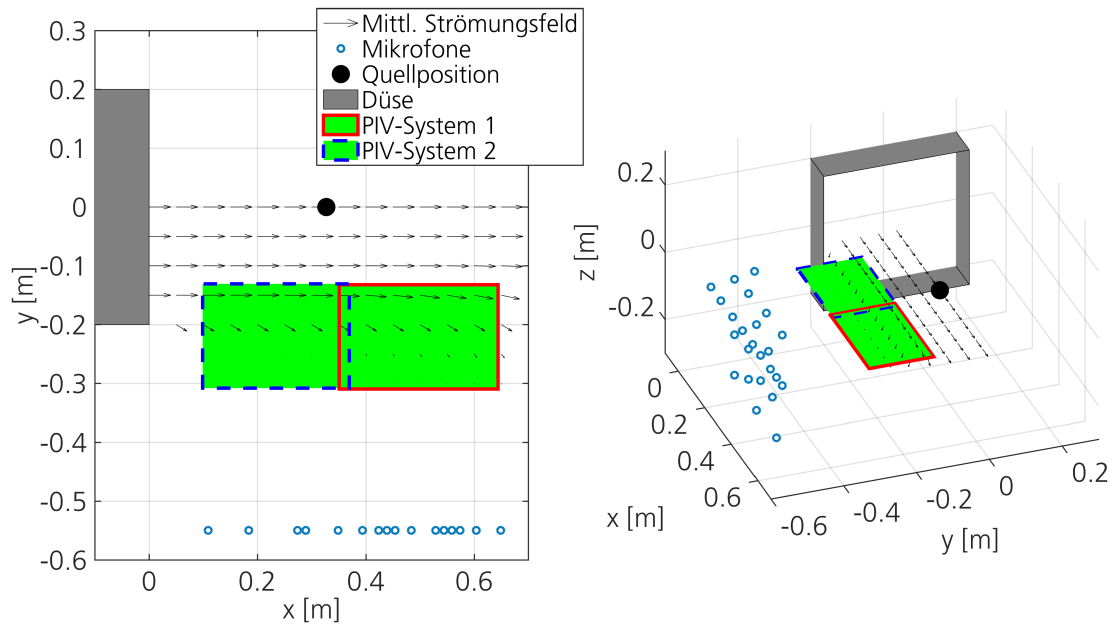 Mittl. Strömungsfeld
Mikrofone
Quellposition
Düse
PIV-System 1
PIV-System 2
0.3
0.2
0.1
0
-0.1
-0.2
-0.3
-0.4
-0.5
-0.6
y [m]
0
0.2
0.4
0.6
x [m]
0.2
0
-0.2
z [m]
0
0.2
0.4
0.6
x [m]
-0.6
-0.4
-0.2
0
0.2
y [m]